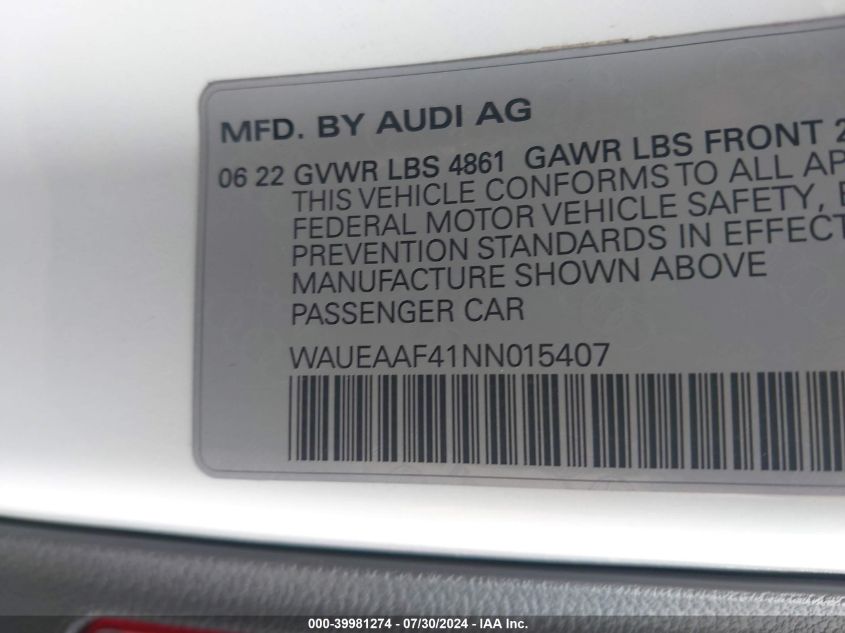 MFD. BY AUDI AG
06 22 GVWR LBS 4861 GAWR LBS FRONT 2
THIS VEHICLE CONFORMS TO ALL AP
FEDERAL MOTOR VEHICLE SAFETY,
PREVENTION STANDARDS IN EFFECT
MANUFACTURE SHOWN ABOVE
PASSENGER CAR
WAUEAAF41NN015407
000-39981274 / 07/30/2024 - IAA Inc.